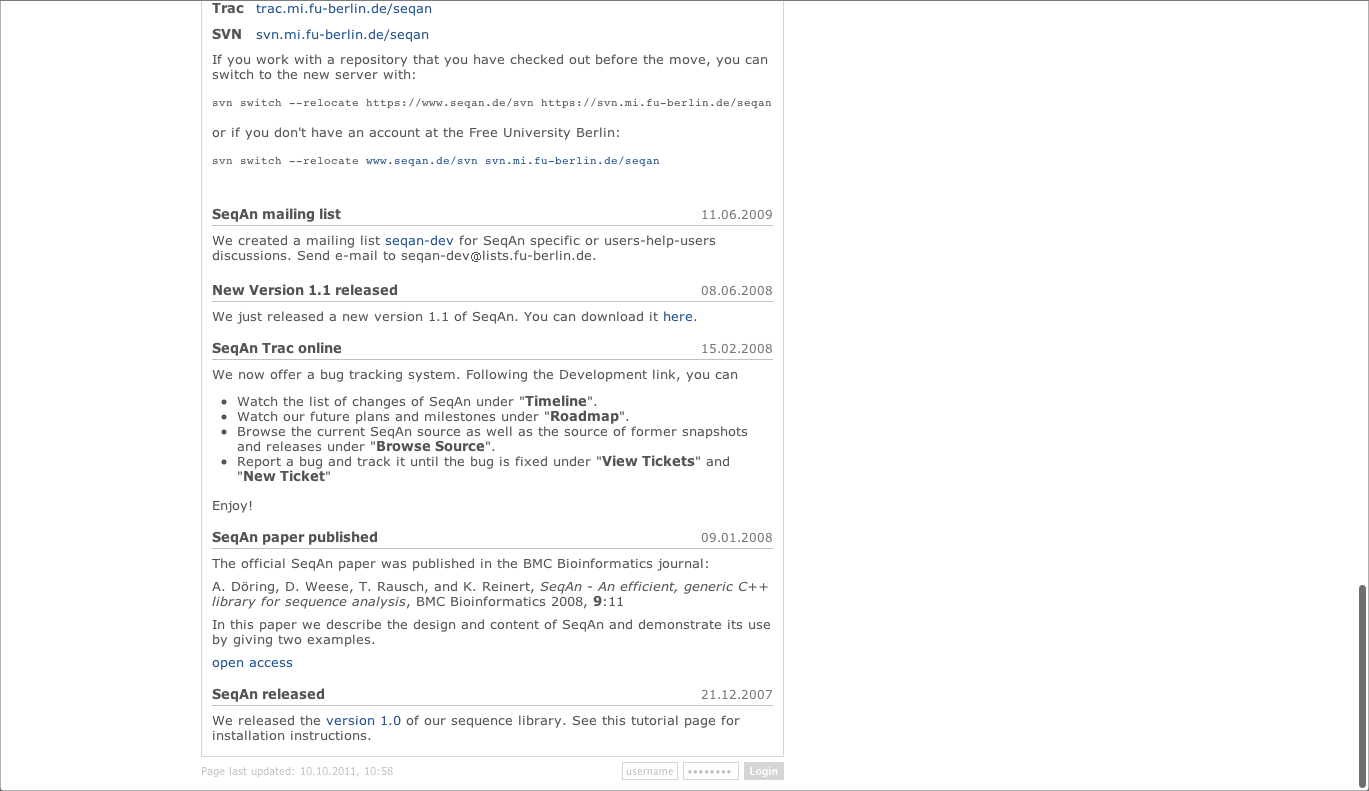 Trac trac.mi.fu-berlin.de/seqan
SVN svn.mi.fu-berlin.de/seqan
If you work with a repository that you have checked out before the move, you can
switch to the new server with:
svn switch --relocate https://www.seqan.de/svn https://svn.mi.fu-berlin.de/seqan
or if you don't have an account at the Free University Berlin:
svn switch --relocate www.seqan.de/svn svn.mi.fu-berlin.de/seqan
SeqAn mailing list 11.06.2009
We created a mailing list seqan-dev for SeqAn specific or users-help-users
discussions. Send e-mail to seqan-dev@lists.fu-berlin.de.
New Version 1.1 released 08.06.2008
We just released a new version 1.1 of SeqAn. You can download it here.
SeqAn Trac online 15.02.2008
We now offer a bug tracking system. Following the Development link, you can
• Watch the list of changes of SeqAn under "Timeline".
• Watch our future plans and milestones under "Roadmap".
• Browse the current SeqAn source as well as the source of former snapshots
and releases under "Browse Source".
• Report a bug and track it until the bug is fixed under "View Tickets" and
"New Ticket"
Enjoy!
SeqAn paper published 09.01.2008
The official SeqAn paper was published in the BMC Bioinformatics journal:
A. Döring, D. Weese, T. Rausch, and K. Reinert, SeqAn - An efficient, generic C++
library for sequence analysis, BMC Bioinformatics 2008, 9:11
In this paper we describe the design and content of SeqAn and demonstrate its use
by giving two examples.
open access
SeqAn released 21.12.2007
We released the version 1.0 of our sequence library. See this tutorial page for
installation instructions.
Page last updated: 10.10.2011, 10:58 username •••••••• Login